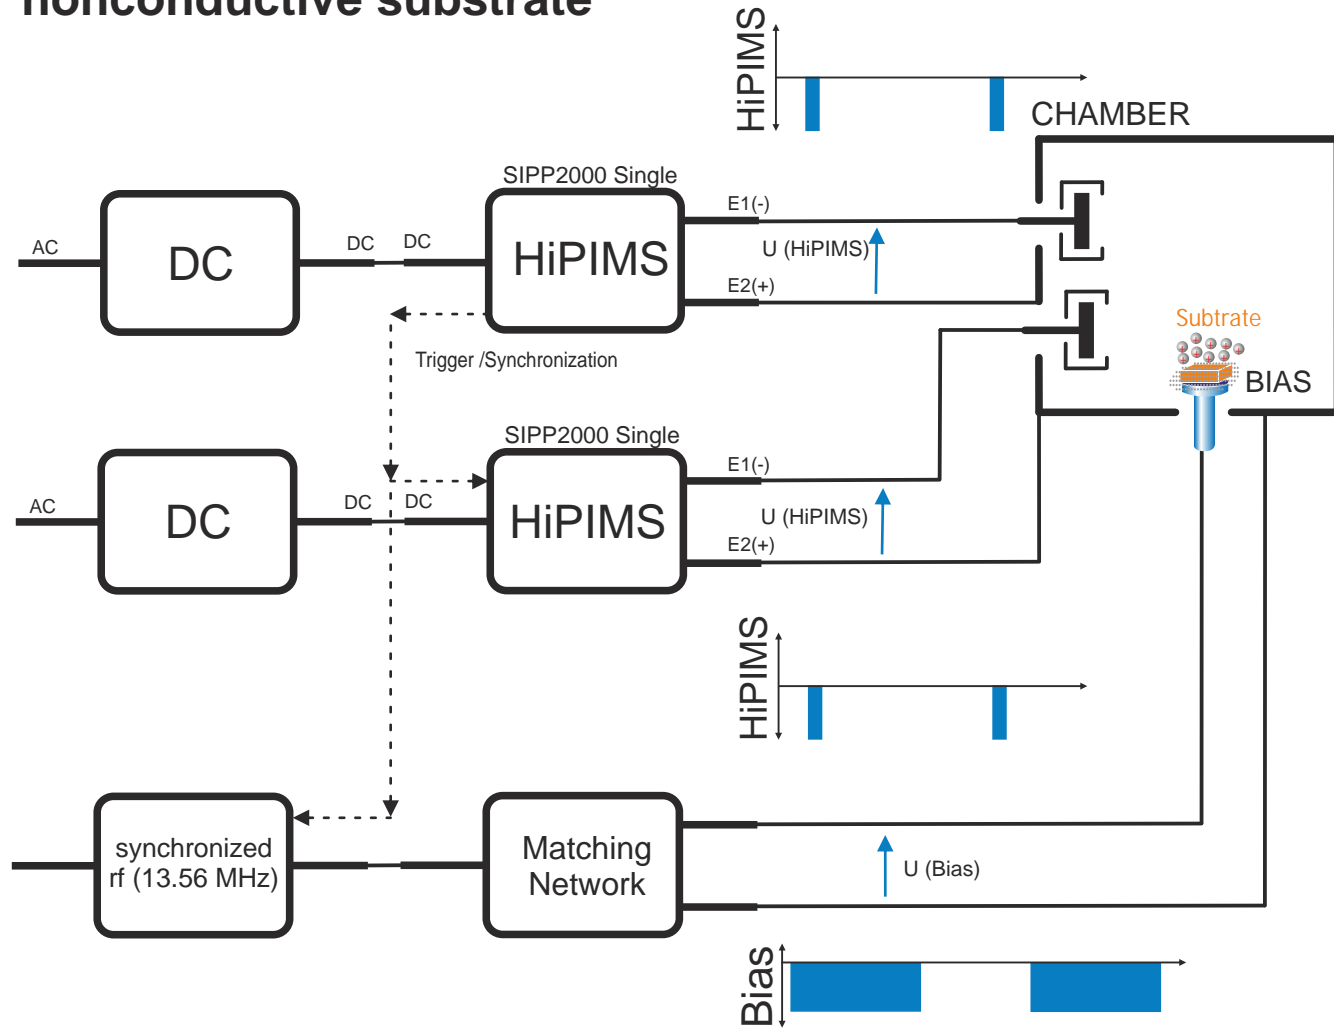 nonconductive substrate
HiPIMS
CHAMBER
SIPP2000 Single
E1(-)
AC
DC
DC
DC
HiPIMS
U (HiPIMS)
E2(+)
Subtrate
BIAS
Trigger /Synchronization
SIPP2000 Single
E1(-)
AC
DC
DC
DC
HiPIMS
U (HiPIMS)
E2(+)
HiPIMS
synchronized
rf (13.56 MHz)
Matching
Network
U (Bias)
Bias